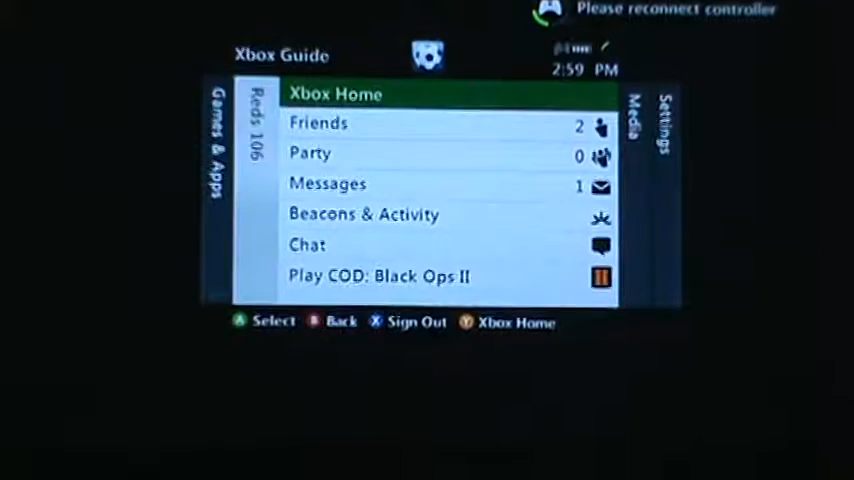 Please reconnect controller
Xbox Guide
2:59 PM
Games & Apps
Reds 106
Xbox Home
Friends 2
Party 0
Messages 1
Beacons & Activity
Chat
Play COD: Black Ops II
Media
Settings
A Select B Back X Sign Out Y Xbox Home